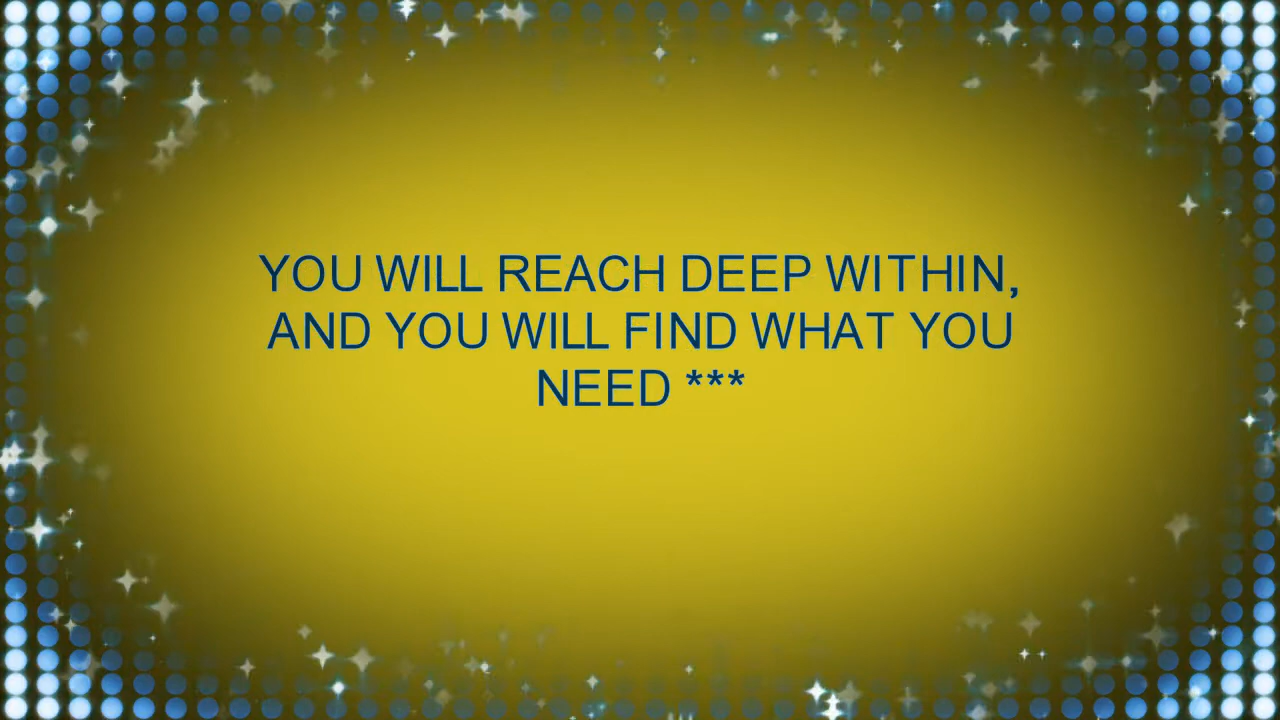 YOU WILL REACH DEEP WITHIN,
AND YOU WILL FIND WHAT YOU
NEED ***